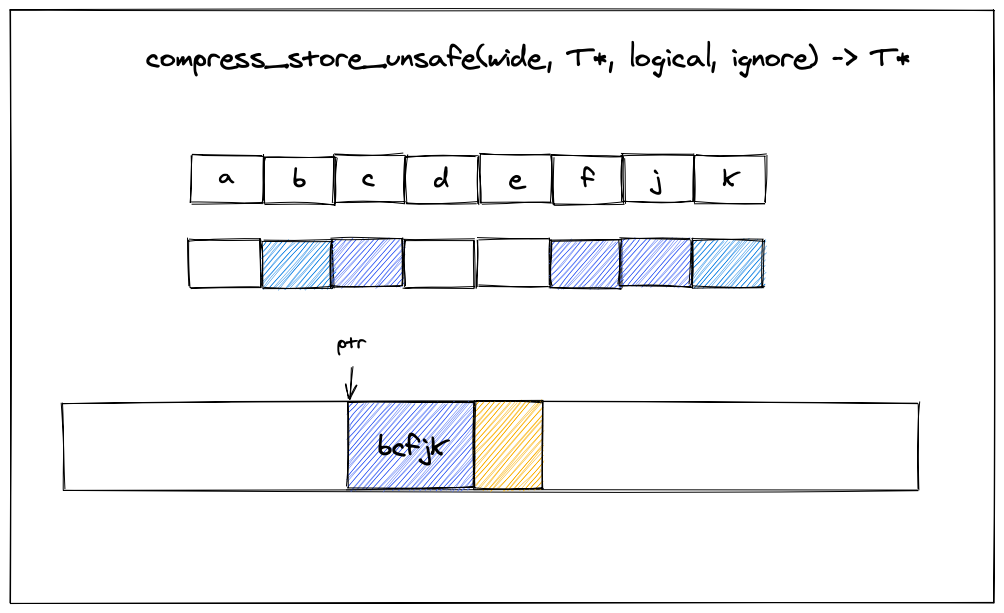 compress_store_unsafe(wide, T*, logical, ignore) -> T*
a b c d e f j k
ptr
bcfjk